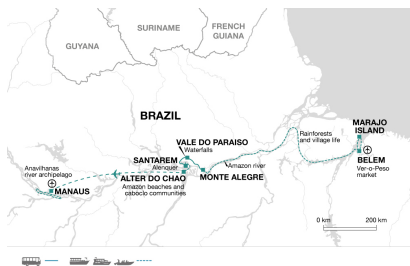 SURINAME
FRENCH
GUIANA
GUYANA
BRAZIL
MARAJO
ISLAND
Rainforests
and village life
VALE DO PARAISO
Waterfalls
SANTAREM
Alenquer
Amazon river
BELEM
Ver-o-Peso
market
Anavilhanas
river archipelago
MANAUS
ALTER DO CHAO
Amazon beaches and
caboclo communities
MONTE ALEGRE
0 km 200 km